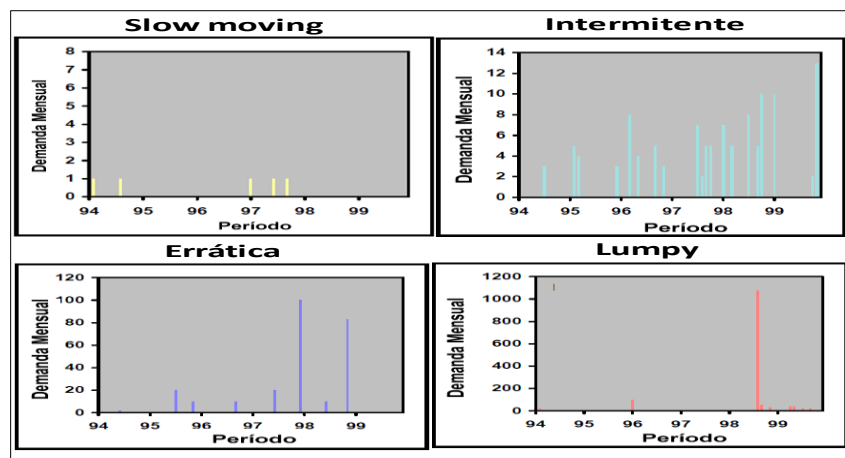 Slow moving
Demanda Mensual
8
7
6
5
4
3
2
1
0
94 95 96 97 98 99
Período
Intermitente
Demanda Mensual
14
12
10
8
6
4
2
0
94 95 96 97 98 99
Período
Errática
Demanda Mensual
120
100
80
60
40
20
0
94 95 96 97 98 99
Período
Lumpy
Demanda Mensual
1200
1000
800
600
400
200
0
94 95 96 97 98 99
Período